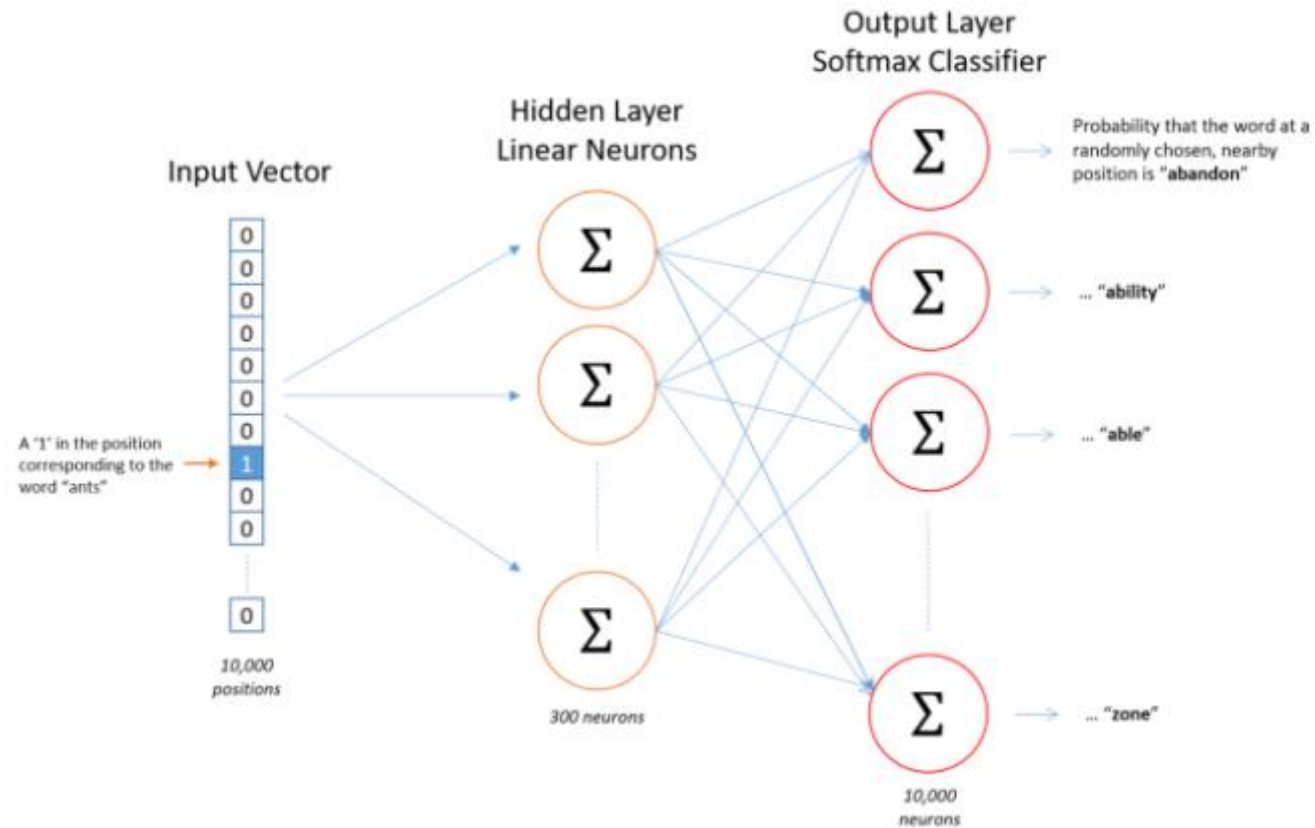 Output Layer
Softmax Classifier
Hidden Layer
Linear Neurons
Input Vector
0
0
0
0
0
0
0
1
0
0
0
A '1' in the position
corresponding to the
word "ants"
10,000
positions
Σ
Σ
Σ
300 neurons
Σ
Σ
Σ
Σ
10,000
neurons
Probability that the word at a
randomly chosen, nearby
position is "abandon"
... "ability"
... "able"
... "zone"